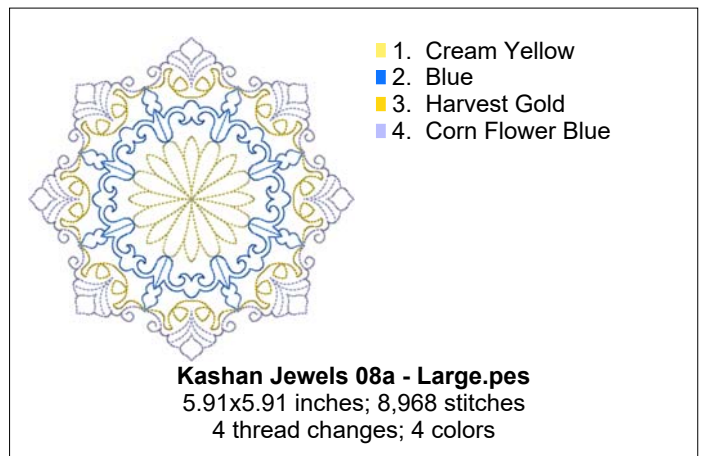 1. Cream Yellow
2. Blue
3. Harvest Gold
4. Corn Flower Blue
Kashan Jewels 08a - Large.pes
5.91x5.91 inches; 8,968 stitches
4 thread changes; 4 colors